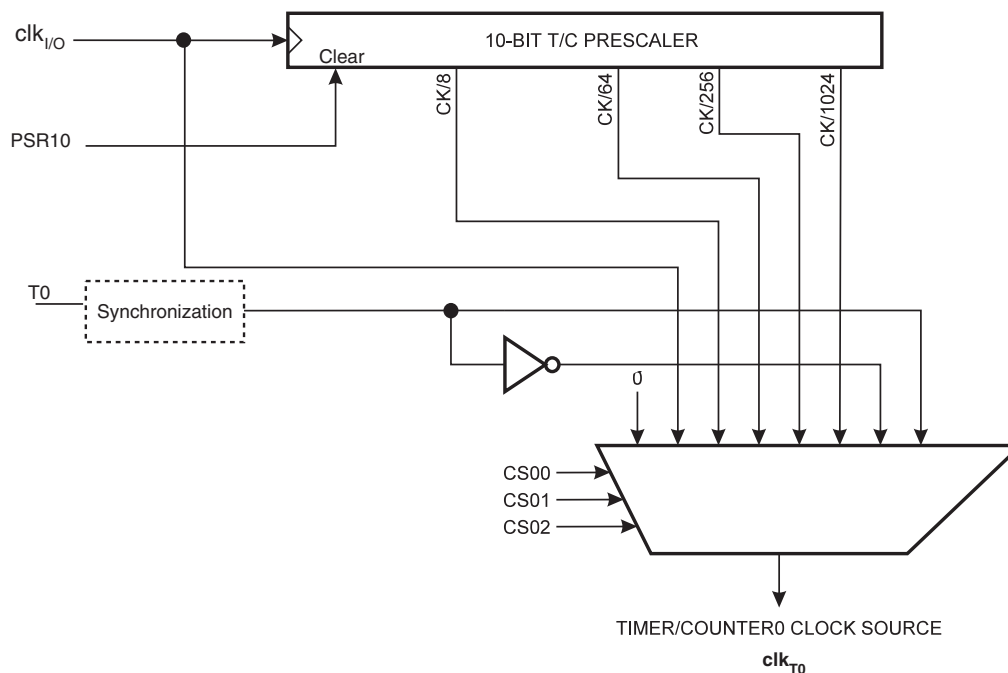 clkI/O
10-BIT T/C PRESCALER
Clear
CK/8
CK/64
CK/256
CK/1024
PSR10
T0
Synchronization
0
CS00
CS01
CS02
TIMER/COUNTER0 CLOCK SOURCE
clkT0